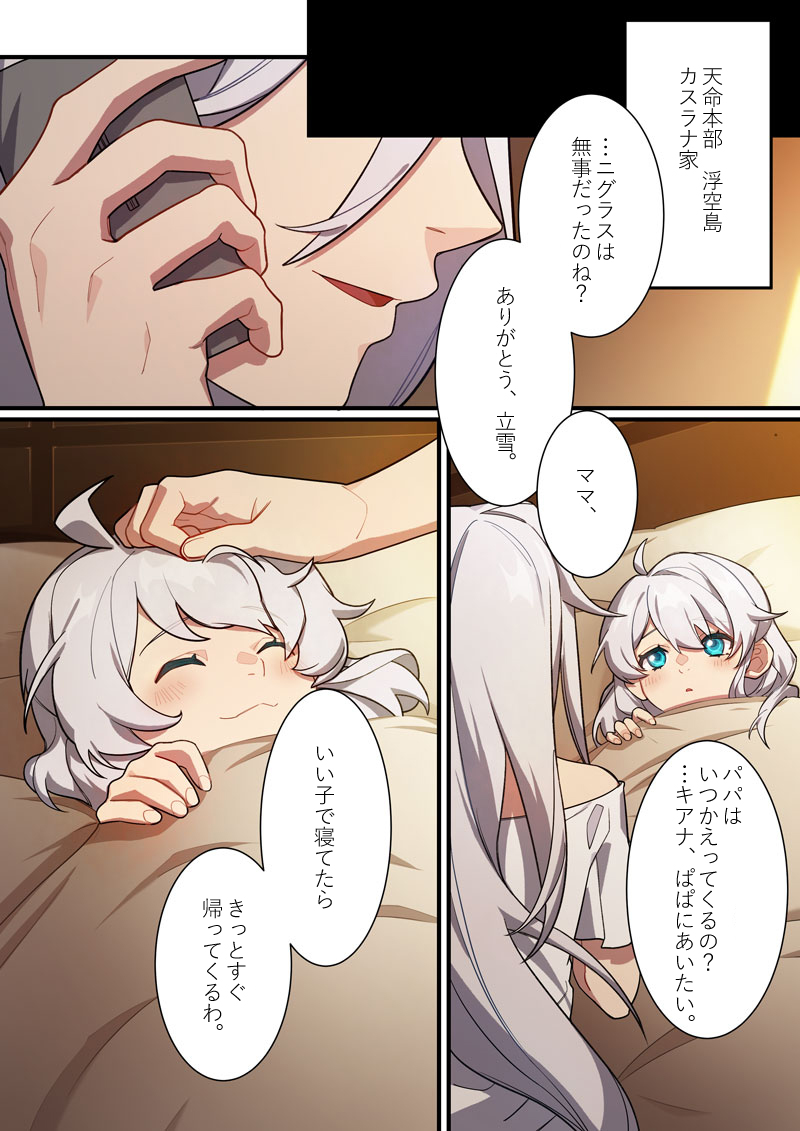 天命本部　浮空島
カスラナ家
…ニグラスは
無事だったのね？
ありがとう、立雪。
ママ、
パパは
いつかえってくるの？
…キアナ、ぱぱにあいたい。
いい子で寝てたら
きっとすぐ
帰ってくるわ。